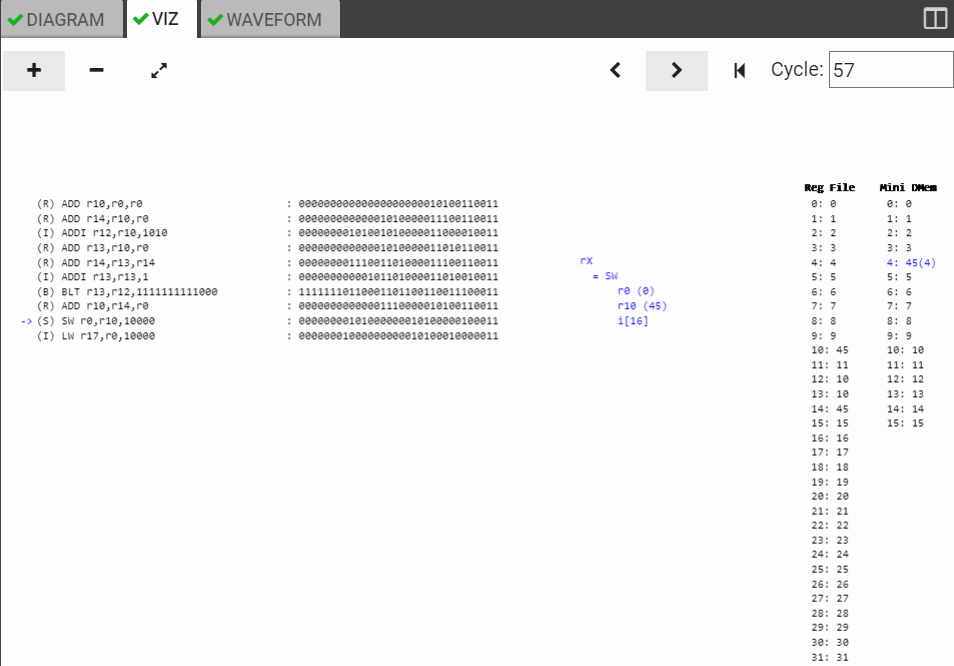 DIAGRAM
VIZ
WAVEFORM
Cycle: 57
(R) ADD r10,r0,r0 : 00000000000000000000010100110011
(R) ADD r14,r10,r0 : 00000000000001010000011100110011
(I) ADDI r12,r10,1010 : 00000000101001010000011000010011
(R) ADD r13,r10,r0 : 00000000000001010000011010110011
(R) ADD r14,r13,r14 : 00000000111001101000011100110011
(I) ADDI r13,r13,1 : 00000000000101101000011010010011
(B) BLT r13,r12,1111111111000 : 11111110110001101100110011100011
(R) ADD r10,r14,r0 : 00000000000001110000010100110011
-> (S) SW r0,r10,10000 : 00000000101000000010100000100011
(I) LW r17,r0,10000 : 00000001000000000010100010000011
rX
= SW
r0 (0)
r10 (45)
i[16]
Reg File
0: 0
1: 1
2: 2
3: 3
4: 4
5: 5
6: 6
7: 7
8: 8
9: 9
10: 45
11: 11
12: 10
13: 10
14: 45
15: 15
16: 16
17: 17
18: 18
19: 19
20: 20
21: 21
22: 22
23: 23
24: 24
25: 25
26: 26
27: 27
28: 28
29: 29
30: 30
31: 31
Mini DMem
0: 0
1: 1
2: 2
3: 3
4: 45(4)
5: 5
6: 6
7: 7
8: 8
9: 9
10: 10
11: 11
12: 12
13: 13
14: 14
15: 15